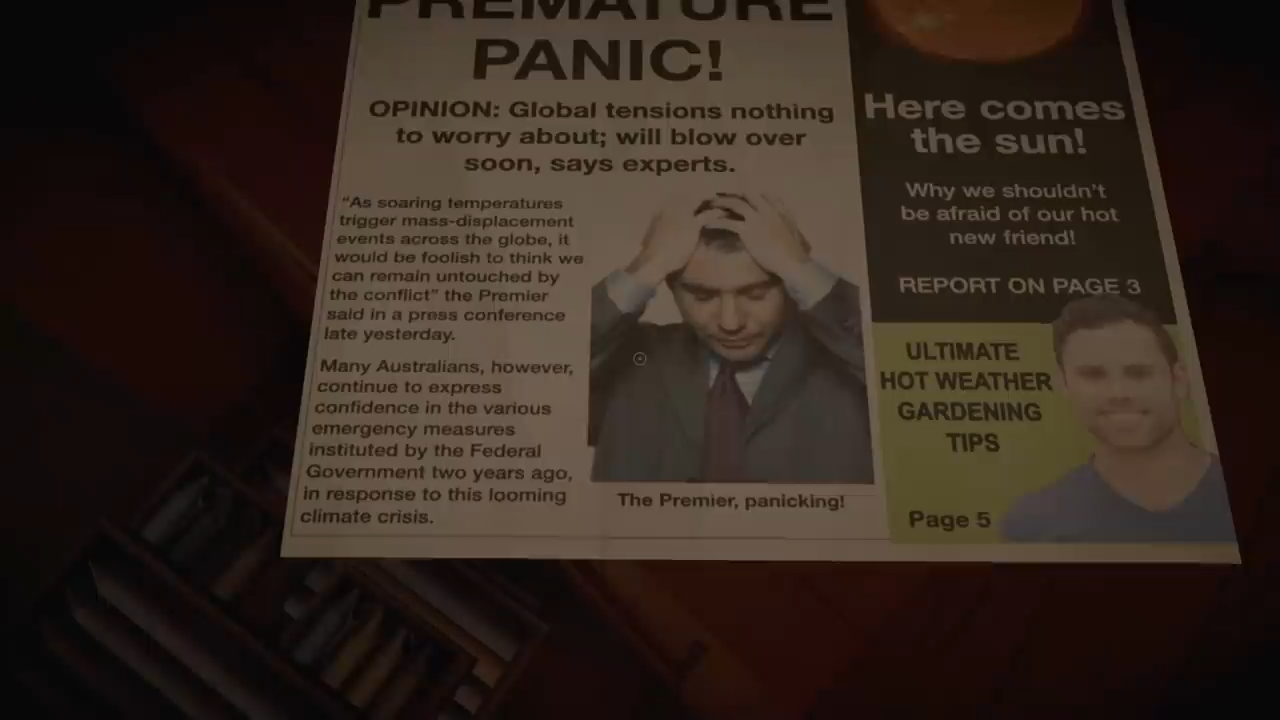 PREMATURE
PANIC!
OPINION: Global tensions nothing
to worry about; will blow over
soon, says experts.
"As soaring temperatures
trigger mass-displacement
events across the globe, it
would be foolish to think we
can remain untouched by
the conflict" the Premier
said in a press conference
late yesterday.
Many Australians, however,
continue to express
confidence in the various
emergency measures
instituted by the Federal
Government two years ago,
in response to this looming
climate crisis.
The Premier, panicking!
Here comes
the sun!
Why we shouldn't
be afraid of our hot
new friend!
REPORT ON PAGE 3
ULTIMATE
HOT WEATHER
GARDENING
TIPS
Page 5